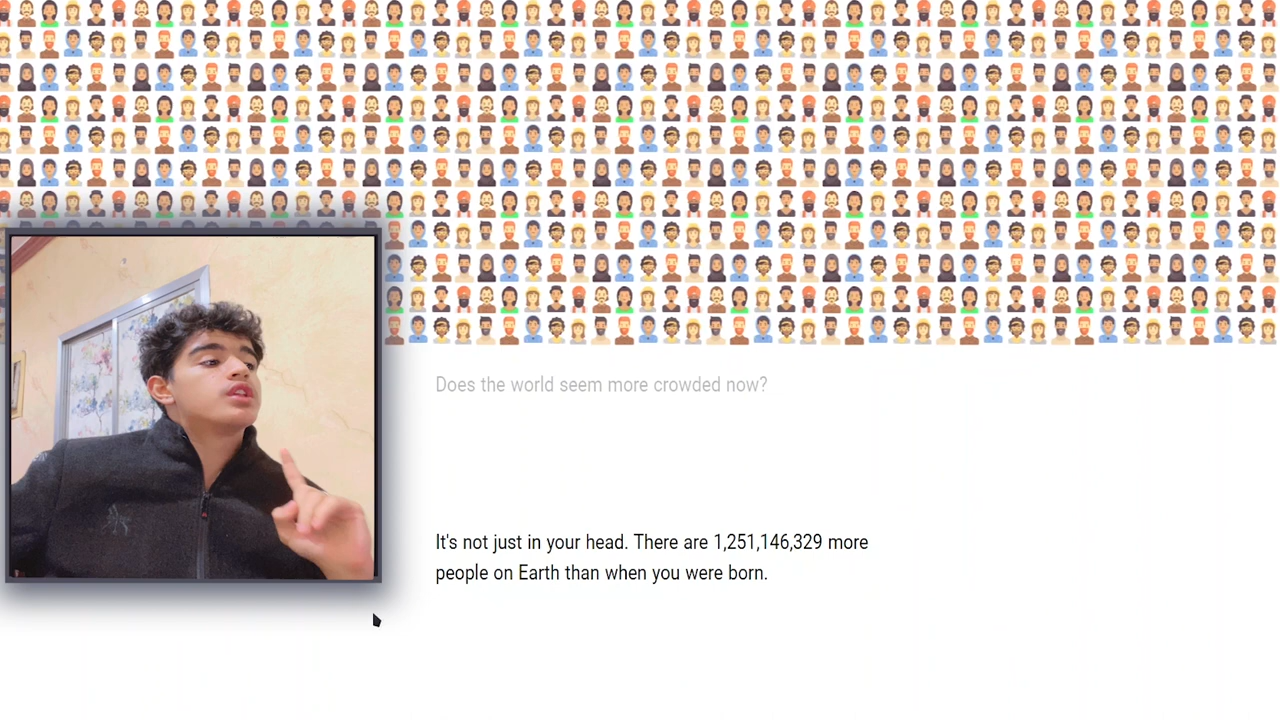 Does the world seem more crowded now?
It's not just in your head. There are 1,251,146,329 more
people on Earth than when you were born.